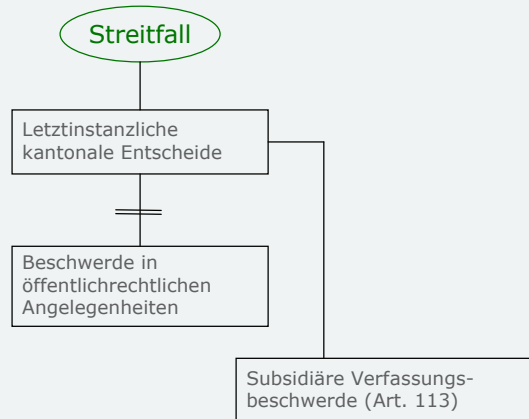 Streitfall
Letztinstanzliche
kantonale Entscheide
Beschwerde in
öffentlichrechtlichen
Angelegenheiten
Subsidiäre Verfassungs-
beschwerde (Art. 113)